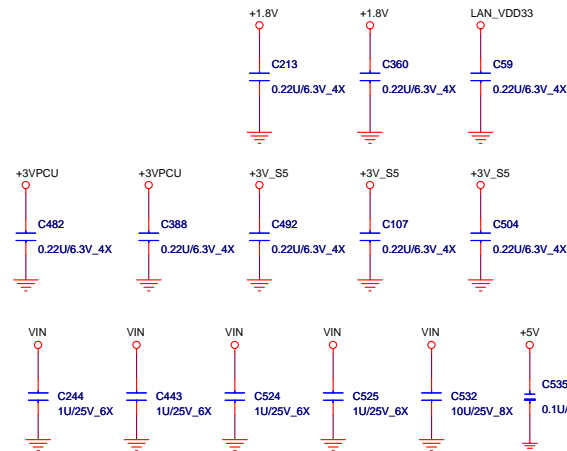 +1.8V +1.8V LAN_VDD33
C213 C360 C59
0.22U/6.3V_4X 0.22U/6.3V_4X 0.22U/6.3V_4X
+3VPCU +3VPCU +3V_S5 +3V_S5 +3V_S5
C482 C388 C492 C107 C504
0.22U/6.3V_4X 0.22U/6.3V_4X 0.22U/6.3V_4X 0.22U/6.3V_4X 0.22U/6.3V_4X
VIN VIN VIN VIN VIN +5V
C244 C443 C524 C525 C532 C535
1U/25V_6X 1U/25V_6X 1U/25V_6X 1U/25V_6X 10U/25V_8X 0.1U/